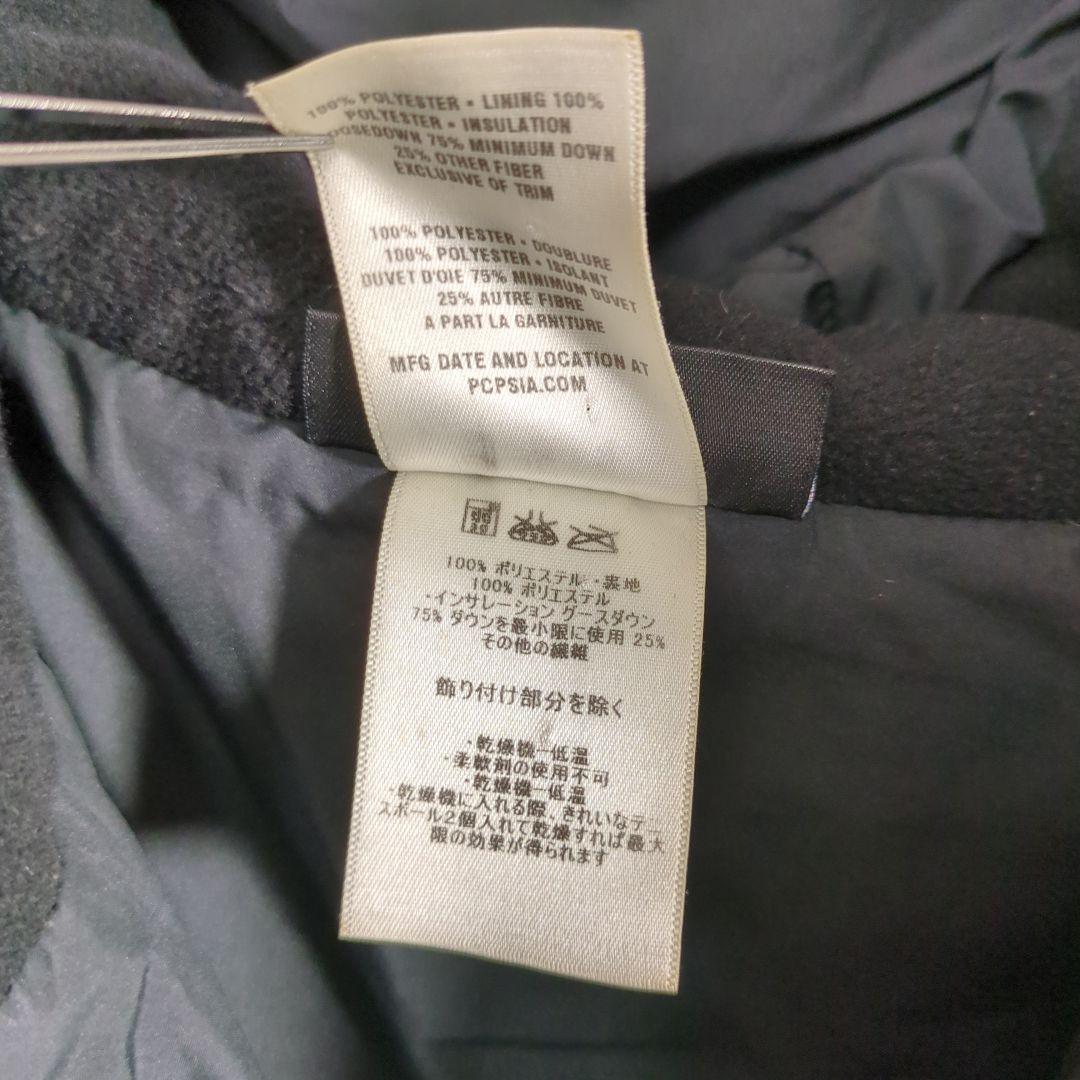 100% POLYESTER • LINING 100%
POLYESTER • INSULATION
OOSEDOWN 75% MINIMUM DOWN
25% OTHER FIBER
EXCLUSIVE OF TRIM
100% POLYESTER • DOUBLURE
100% POLYESTER • ISOLANT
DUVET D'OIE 75% MINIMUM DUVET
25% AUTRE FIBRE
A PART LA GARNITURE
MFG DATE AND LOCATION AT
PCPSIA.COM
100% ポリエステル・表地
100% ポリエステル
・インサレーション グースダウン
75% ダウンを最小限に使用 25%
その他の繊維
飾り付け部分を除く
・乾燥機ー低温
・柔軟剤の使用不可
・乾燥機ー低温
・乾燥機に入れる際、きれいなテー
スボール2個入れて乾燥すれば最大
限の効果が得られます